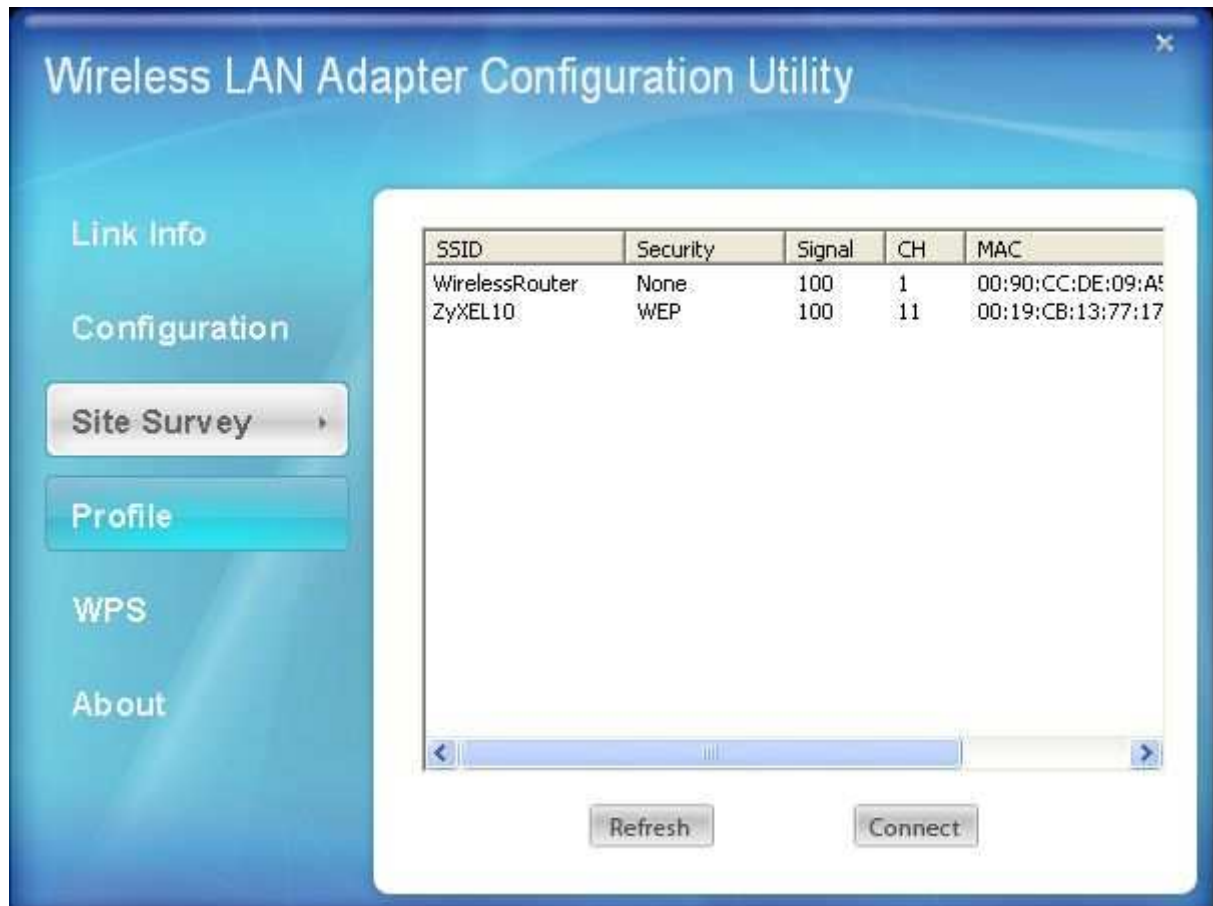 Wireless LAN Adapter Configuration Utility
Link Info
Configuration
Site Survey
Profile
WPS
About
SSID Security Signal CH MAC
WirelessRouter None 100 1 00:90:CC:DE:09:A5
ZyXEL10 WEP 100 11 00:19:CB:13:77:17
Refresh
Connect